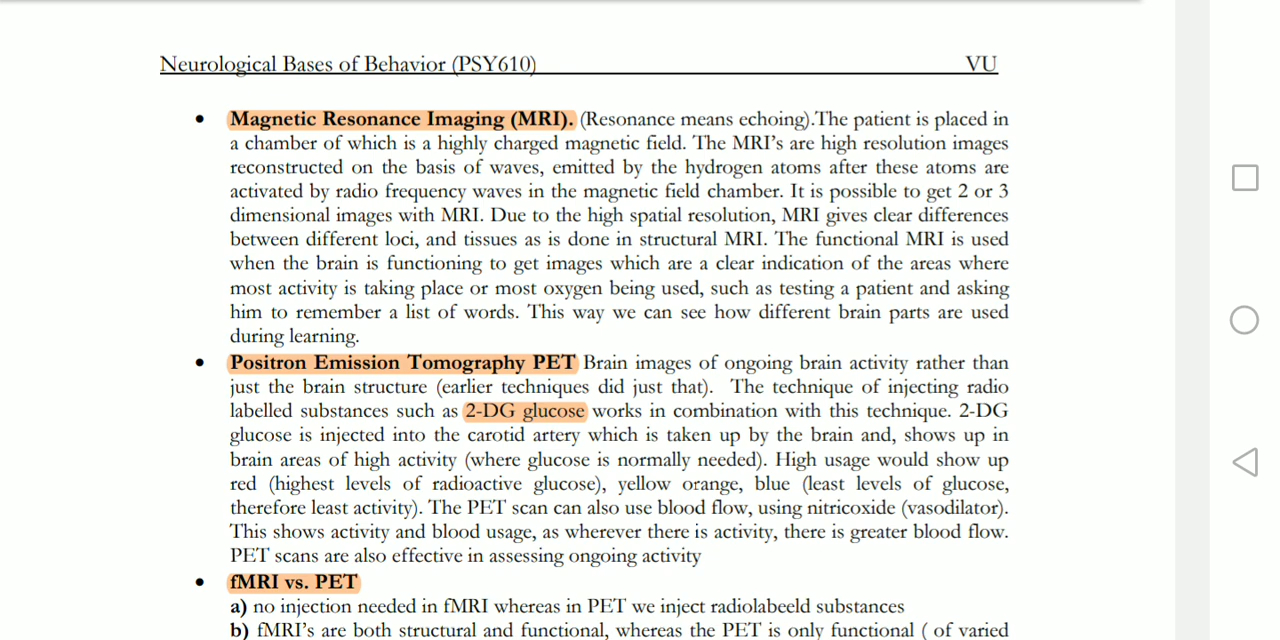 Neurological Bases of Behavior (PSY610) VU
• Magnetic Resonance Imaging (MRI). (Resonance means echoing).The patient is placed in
a chamber of which is a highly charged magnetic field. The MRI's are high resolution images
reconstructed on the basis of waves, emitted by the hydrogen atoms after these atoms are
activated by radio frequency waves in the magnetic field chamber. It is possible to get 2 or 3
dimensional images with MRI. Due to the high spatial resolution, MRI gives clear differences
between different loci, and tissues as is done in structural MRI. The functional MRI is used
when the brain is functioning to get images which are a clear indication of the areas where
most activity is taking place or most oxygen being used, such as testing a patient and asking
him to remember a list of words. This way we can see how different brain parts are used
during learning.
• Positron Emission Tomography PET Brain images of ongoing brain activity rather than
just the brain structure (earlier techniques did just that). The technique of injecting radio
labelled substances such as 2-DG glucose works in combination with this technique. 2-DG
glucose is injected into the carotid artery which is taken up by the brain and, shows up in
brain areas of high activity (where glucose is normally needed). High usage would show up
red (highest levels of radioactive glucose), yellow orange, blue (least levels of glucose,
therefore least activity). The PET scan can also use blood flow, using nitricoxide (vasodilator).
This shows activity and blood usage, as wherever there is activity, there is greater blood flow.
PET scans are also effective in assessing ongoing activity
• fMRI vs. PET
a) no injection needed in fMRI whereas in PET we inject radiolabeeld substances
b) fMRI's are both structural and functional, whereas the PET is only functional ( of varied